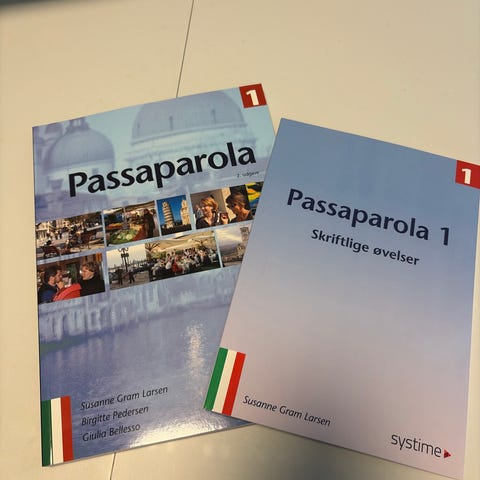 1
Passaparola
2. udgave
Susanne Gram Larsen
Birgitte Pedersen
Giulia Bellesso
1
Passaparola 1
Skriftlige øvelser
Susanne Gram Larsen
systime